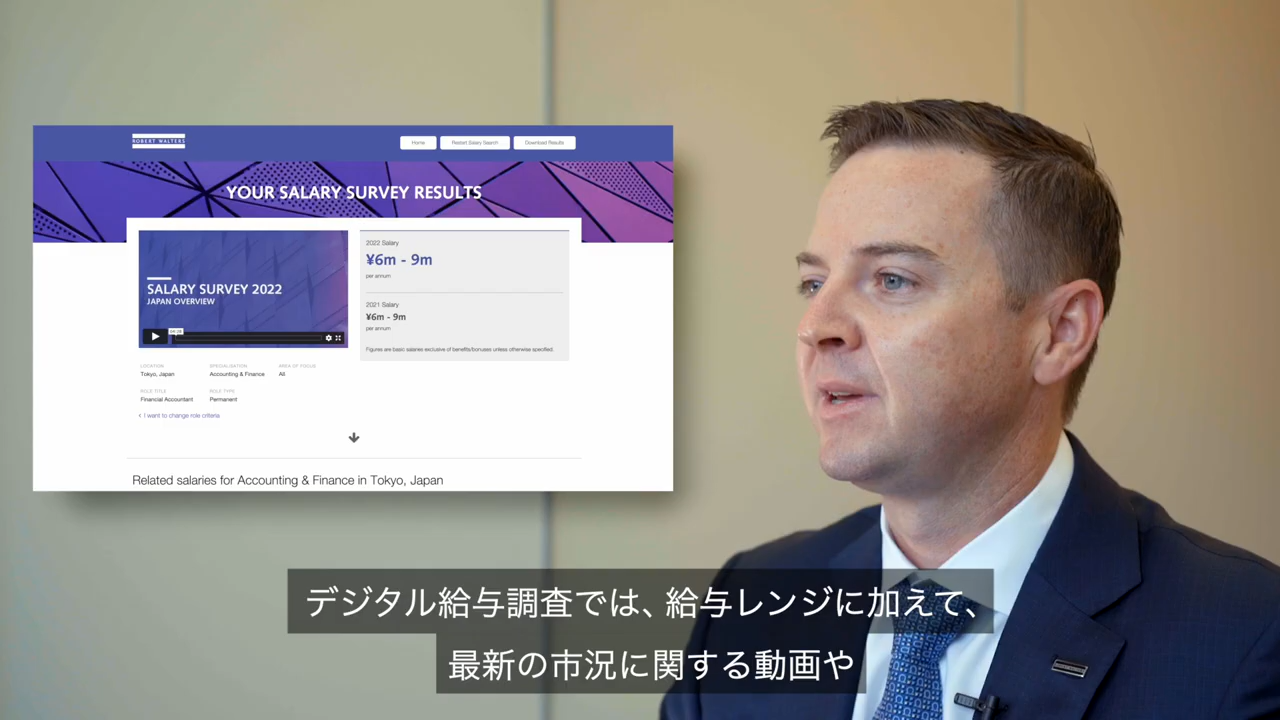 ROBERT WALTERS
Home
Restart Salary Search
Download Results
YOUR SALARY SURVEY RESULTS
SALARY SURVEY 2022
JAPAN OVERVIEW
2022 Salary
¥6m - 9m
per annum
2021 Salary
¥6m - 9m
per annum
Figures are basic salaries exclusive of benefits/bonuses unless otherwise specified.
LOCATION
SPECIALISATION
AREA OF FOCUS
Tokyo, Japan
Accounting & Finance
All
ROLE TITLE
ROLE TYPE
Financial Accountant
Permanent
< I want to change role criteria
Related salaries for Accounting & Finance in Tokyo, Japan
デジタル給与調査では、給与レンジに加えて、
最新の市況に関する動画や